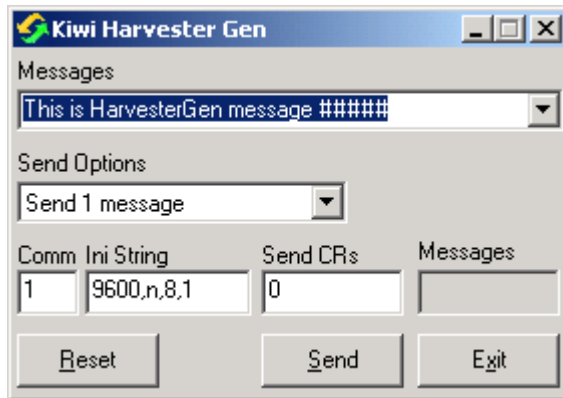 Kiwi Harvester Gen
Messages
This is HarvesterGen message #####
Send Options
Send 1 message
Comm Ini String Send CRs Messages
1 9600,n,8,1 0
Reset Send Exit